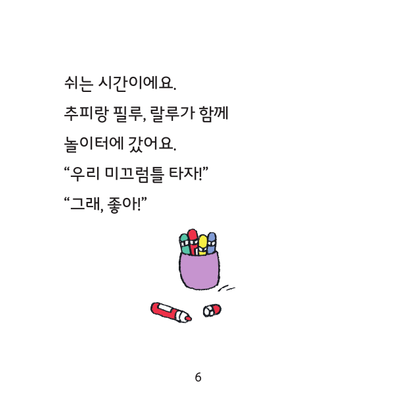 쉬는 시간이에요.
추피랑 필루, 랄루가 함께
놀이터에 갔어요.
“우리 미끄럼틀 타자!”
“그래, 좋아!”
6